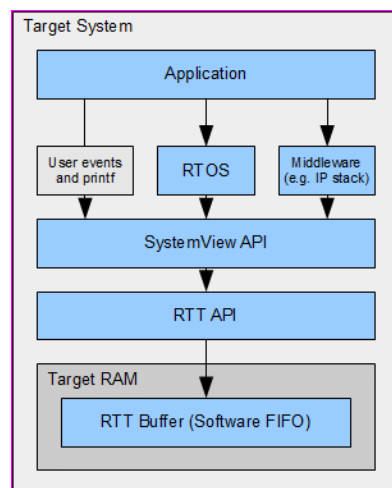 Target System
Application
User events
and printf
RTOS
Middleware
(e.g. IP stack)
SystemView API
RTT API
Target RAM
RTT Buffer (Software FIFO)